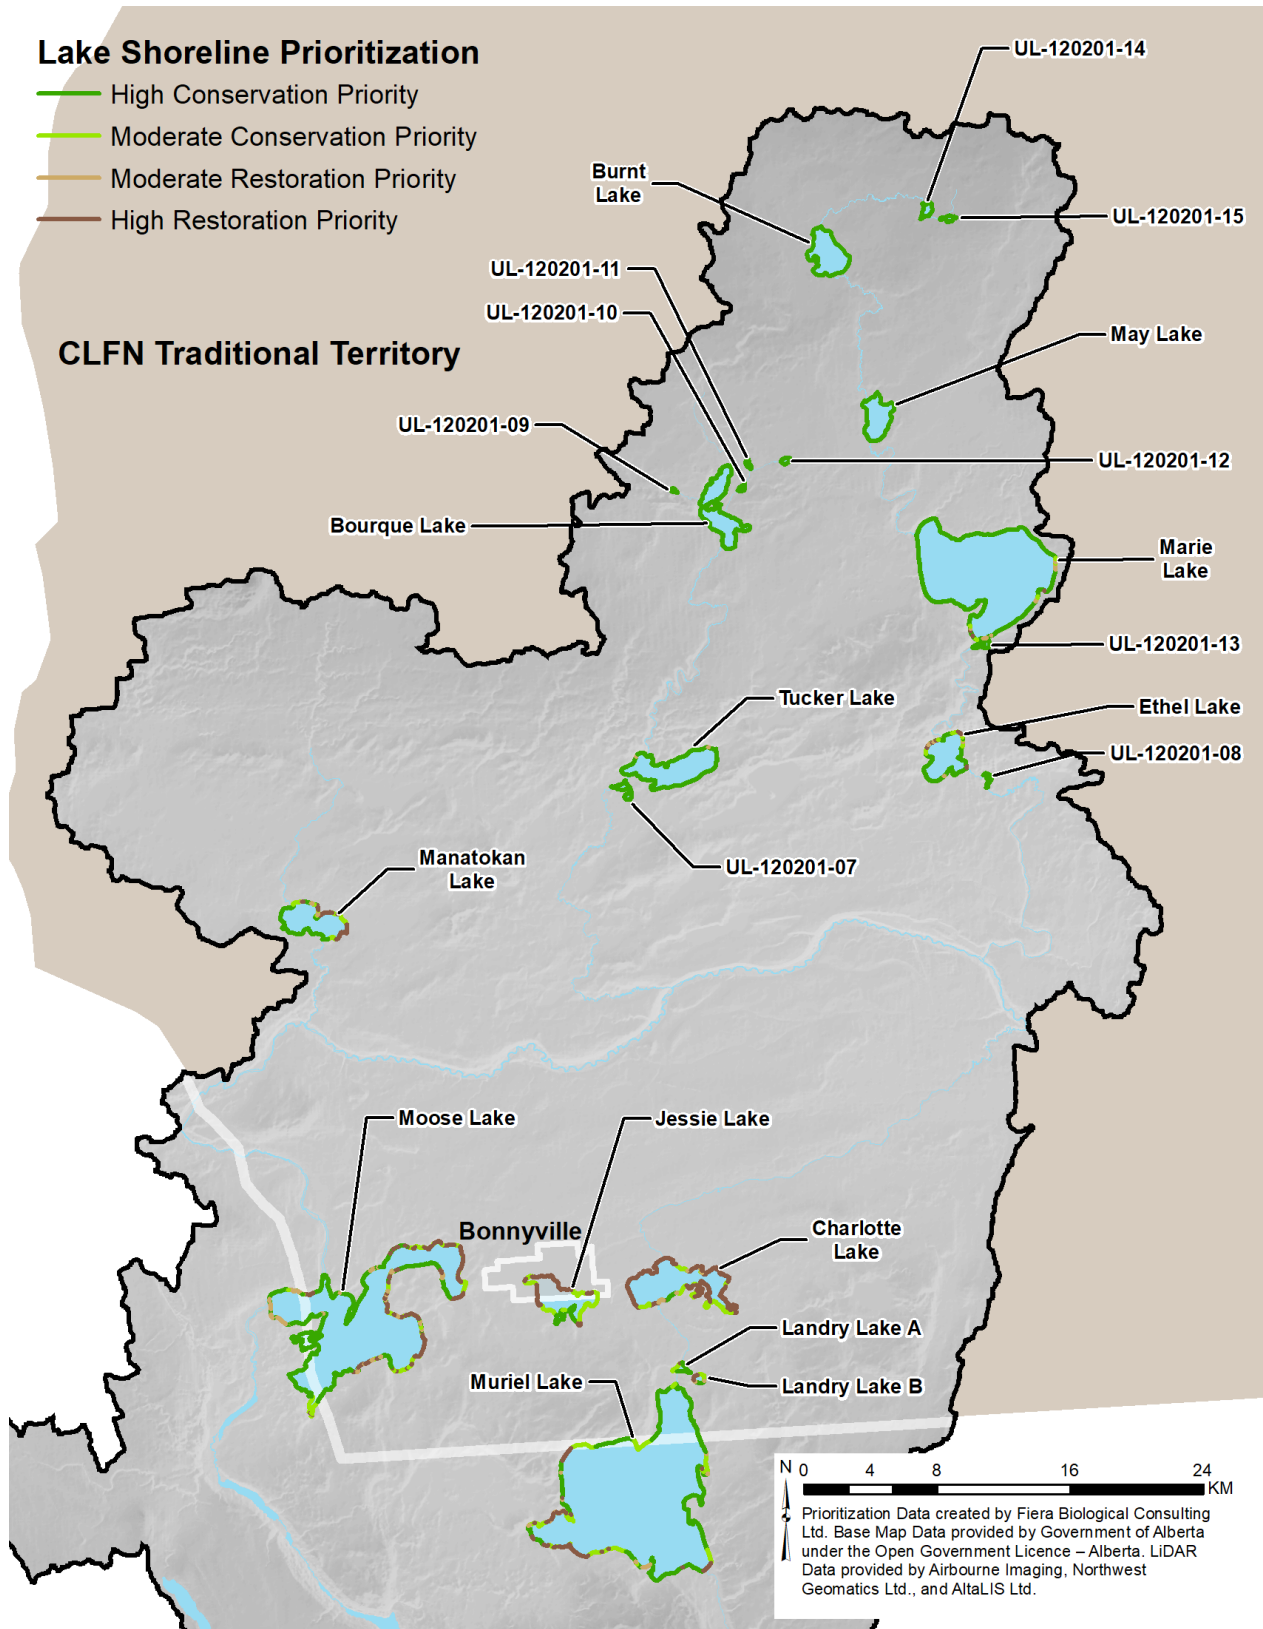 Lake Shoreline Prioritization
High Conservation Priority
Moderate Conservation Priority
Moderate Restoration Priority
High Restoration Priority
CLFN Traditional Territory
UL-120201-14
Burnt
Lake
UL-120201-15
UL-120201-11
UL-120201-10
May Lake
UL-120201-09
UL-120201-12
Bourque Lake
Marie
Lake
UL-120201-13
Tucker Lake
Ethel Lake
UL-120201-08
Manatokan
Lake
UL-120201-07
Moose Lake
Jessie Lake
Bonnyville
Charlotte
Lake
Landry Lake A
Muriel Lake
Landry Lake B
N 0 4 8 16 24
KM
Prioritization Data created by Fiera Biological Consulting
Ltd. Base Map Data provided by Government of Alberta
under the Open Government Licence – Alberta. LiDAR
Data provided by Airbourne Imaging, Northwest
Geomatics Ltd., and AltaLIS Ltd.